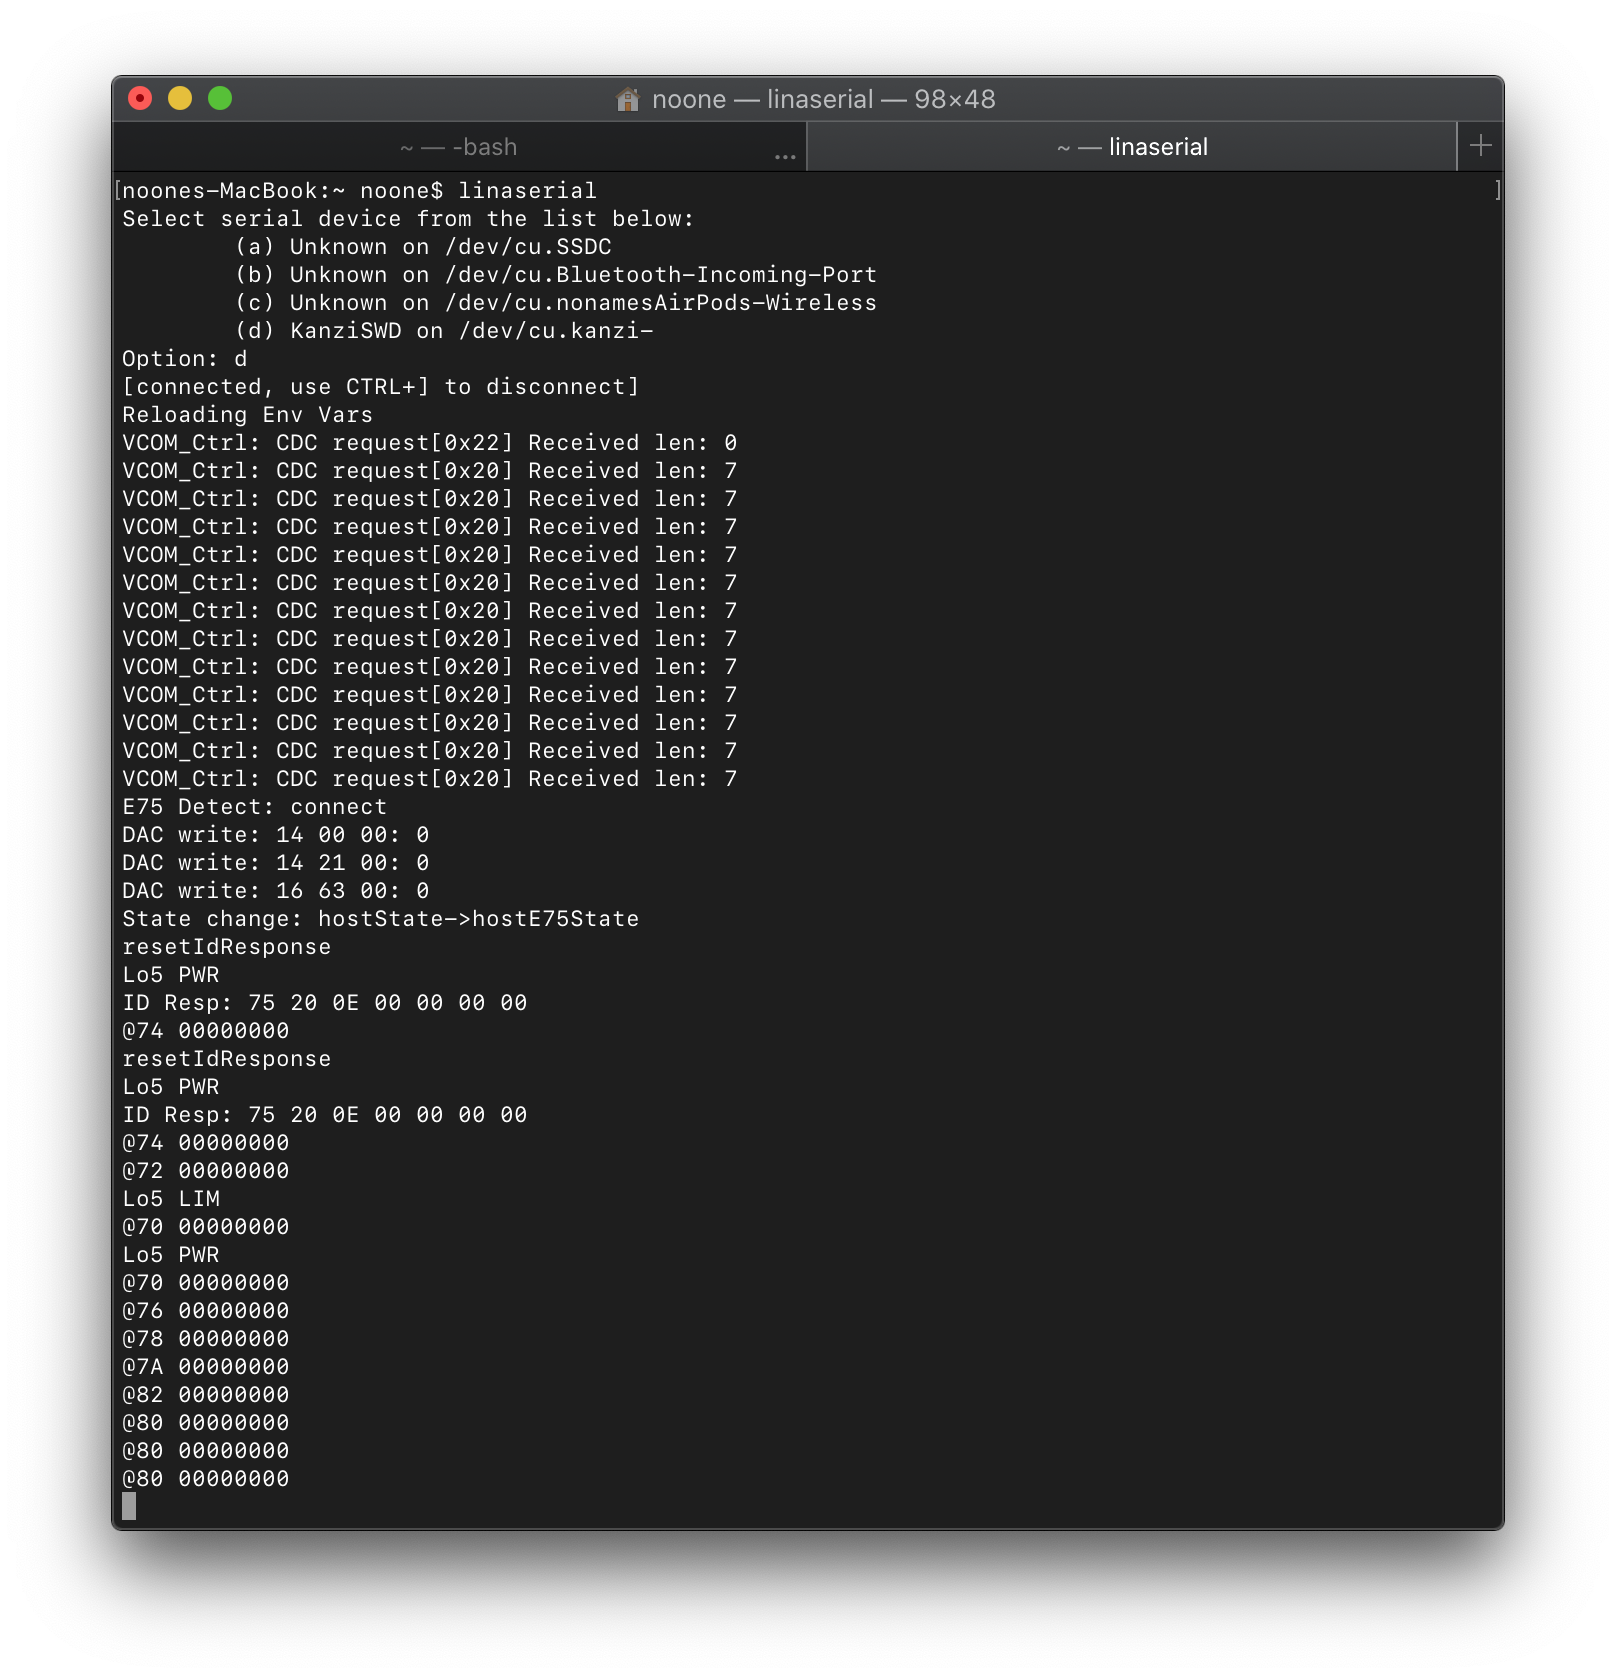 noone — linaserial — 98×48
~ — -bash ... ~ — linaserial +
[noones-MacBook:~ noone$ linaserial ]
Select serial device from the list below:
(a) Unknown on /dev/cu.SSDC
(b) Unknown on /dev/cu.Bluetooth-Incoming-Port
(c) Unknown on /dev/cu.nonamesAirPods-Wireless
(d) KanziSWD on /dev/cu.kanzi-
Option: d
[connected, use CTRL+] to disconnect]
Reloading Env Vars
VCOM_Ctrl: CDC request[0x22] Received len: 0
VCOM_Ctrl: CDC request[0x20] Received len: 7
VCOM_Ctrl: CDC request[0x20] Received len: 7
VCOM_Ctrl: CDC request[0x20] Received len: 7
VCOM_Ctrl: CDC request[0x20] Received len: 7
VCOM_Ctrl: CDC request[0x20] Received len: 7
VCOM_Ctrl: CDC request[0x20] Received len: 7
VCOM_Ctrl: CDC request[0x20] Received len: 7
VCOM_Ctrl: CDC request[0x20] Received len: 7
VCOM_Ctrl: CDC request[0x20] Received len: 7
VCOM_Ctrl: CDC request[0x20] Received len: 7
VCOM_Ctrl: CDC request[0x20] Received len: 7
VCOM_Ctrl: CDC request[0x20] Received len: 7
E75 Detect: connect
DAC write: 14 00 00: 0
DAC write: 14 21 00: 0
DAC write: 16 63 00: 0
State change: hostState->hostE75State
resetIdResponse
Lo5 PWR
ID Resp: 75 20 0E 00 00 00 00
@74 00000000
resetIdResponse
Lo5 PWR
ID Resp: 75 20 0E 00 00 00 00
@74 00000000
@72 00000000
Lo5 LIM
@70 00000000
Lo5 PWR
@70 00000000
@76 00000000
@78 00000000
@7A 00000000
@82 00000000
@80 00000000
@80 00000000
@80 00000000